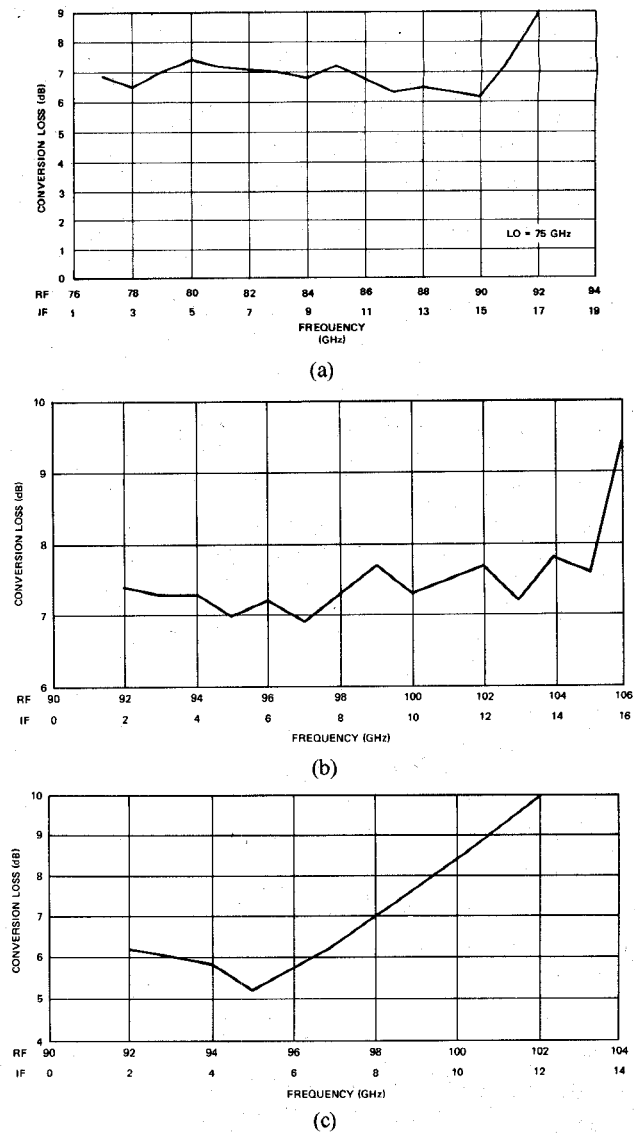 9
8
7
6
5
4
3
2
1
0
CONVERSION LOSS (dB)
LO = 75 GHz
RF 76 78 80 82 84 86 88 90 92 94
IF 1 3 5 7 9 11 13 15 17 19
FREQUENCY
(GHz)
(a)
10
9
8
7
6
CONVERSION LOSS (dB)
RF 90 92 94 96 98 100 102 104 106
IF 0 2 4 6 8 10 12 14 16
FREQUENCY (GHz)
(b)
10
9
8
7
6
5
4
CONVERSION LOSS (dB)
RF 90 92 94 96 98 100 102 104
IF 0 2 4 6 8 10 12 14
FREQUENCY (GHz)
(c)